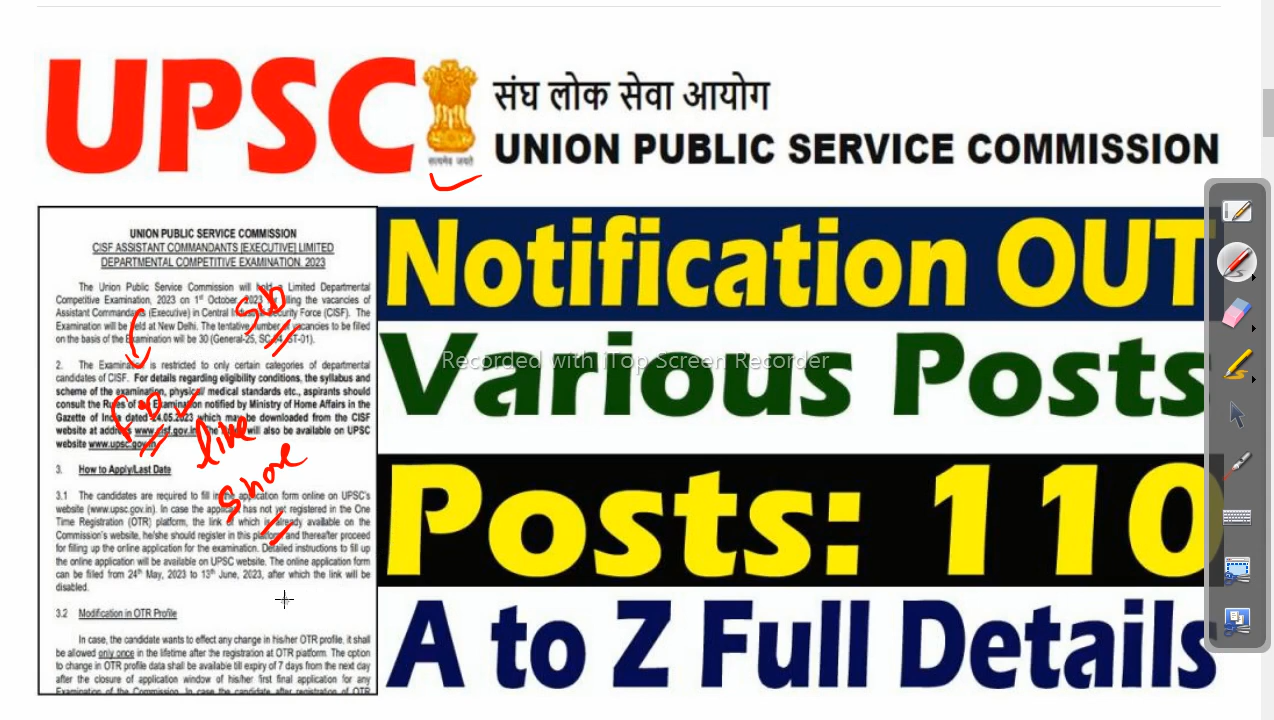 UPSC
सत्यमेव जयते
संघ लोक सेवा आयोग
UNION PUBLIC SERVICE COMMISSION
UNION PUBLIC SERVICE COMMISSION
CISF ASSISTANT COMMANDANTS [EXECUTIVE] LIMITED
DEPARTMENTAL COMPETITIVE EXAMINATION, 2023
The Union Public Service Commission will hold a Limited Departmental
Competitive Examination, 2023 on 1st October, 2023 filling the vacancies of
Assistant Commandants (Executive) in Central Security Force (CISF). The
Examination will be held at New Delhi. The tentative number of vacancies to be filled
on the basis of the Examination will be 30 (General-25, SC-04, ST-01).
2. The Examination is restricted to only certain categories of departmental
candidates of CISF. For details regarding eligibility conditions, the syllabus and
scheme of the examination, physical/ medical standards etc., aspirants should
consult the Rules of Examination notified by Ministry of Home Affairs in the
Gazette of India dated 24.05.2023 which may be downloaded from the CISF
website at address www.cisf.gov.in. The will also be available on UPSC
website www.upsc.gov.in.
3. How to Apply/Last Date
3.1 The candidates are required to fill in the application form online on UPSC's
website (www.upsc.gov.in). In case the applicant has not yet registered in the One
Time Registration (OTR) platform, the link of which is already available on the
Commission's website, he/she should register in this platform and thereafter proceed
for filling up the online application for the examination. Detailed instructions to fill up
the online application will be available on UPSC website. The online application form
can be filled from 24th May, 2023 to 13th June, 2023, after which the link will be
disabled.
3.2 Modification in OTR Profile
In case, the candidate wants to effect any change in his/her OTR profile, it shall
be allowed only once in the lifetime after the registration at OTR platform. The option
to change in OTR profile data shall be available till expiry of 7 days from the next day
after the closure of application window of his/her first final application for any
Examination of the Commission. In case the candidate after registration of OTR
Sub
like
Share
Notification OUT
Various Posts
Recorded with iTop Screen Recorder
Posts: 110
A to Z Full Details